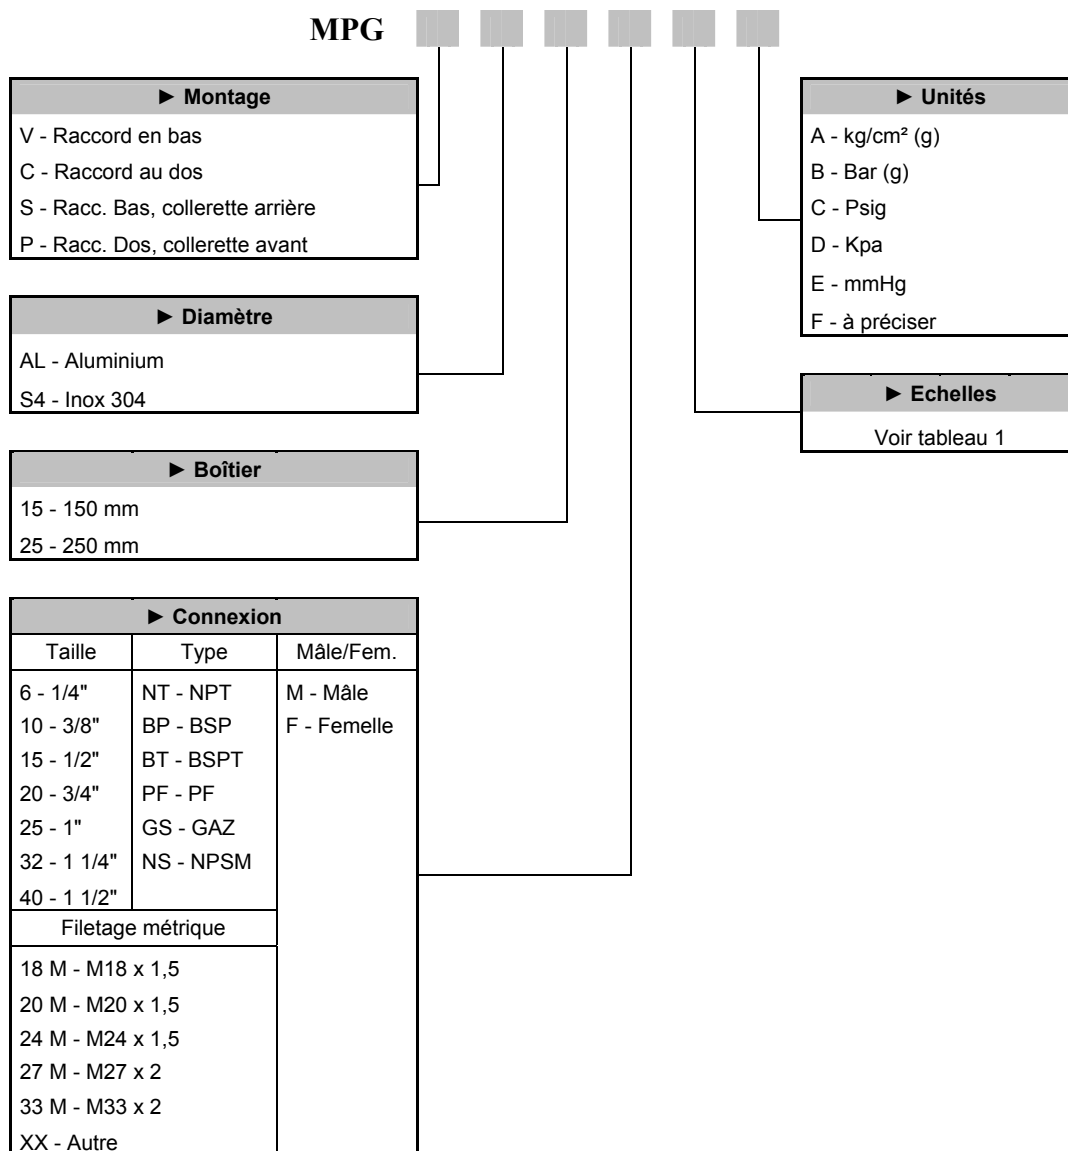 MPG
► Montage
V - Raccord en bas
C - Raccord au dos
S - Racc. Bas, collerette arrière
P - Racc. Dos, collerette avant
► Diamètre
AL - Aluminium
S4 - Inox 304
► Boîtier
15 - 150 mm
25 - 250 mm
► Connexion
Taille Type Mâle/Fem.
6 - 1/4" NT - NPT M - Mâle
10 - 3/8" BP - BSP F - Femelle
15 - 1/2" BT - BSPT
20 - 3/4" PF - PF
25 - 1" GS - GAZ
32 - 1 1/4" NS - NPSM
40 - 1 1/2"
Filetage métrique
18 M - M18 x 1,5
20 M - M20 x 1,5
24 M - M24 x 1,5
27 M - M27 x 2
33 M - M33 x 2
XX - Autre
► Unités
A - kg/cm² (g)
B - Bar (g)
C - Psig
D - Kpa
E - mmHg
F - à préciser
► Echelles
Voir tableau 1